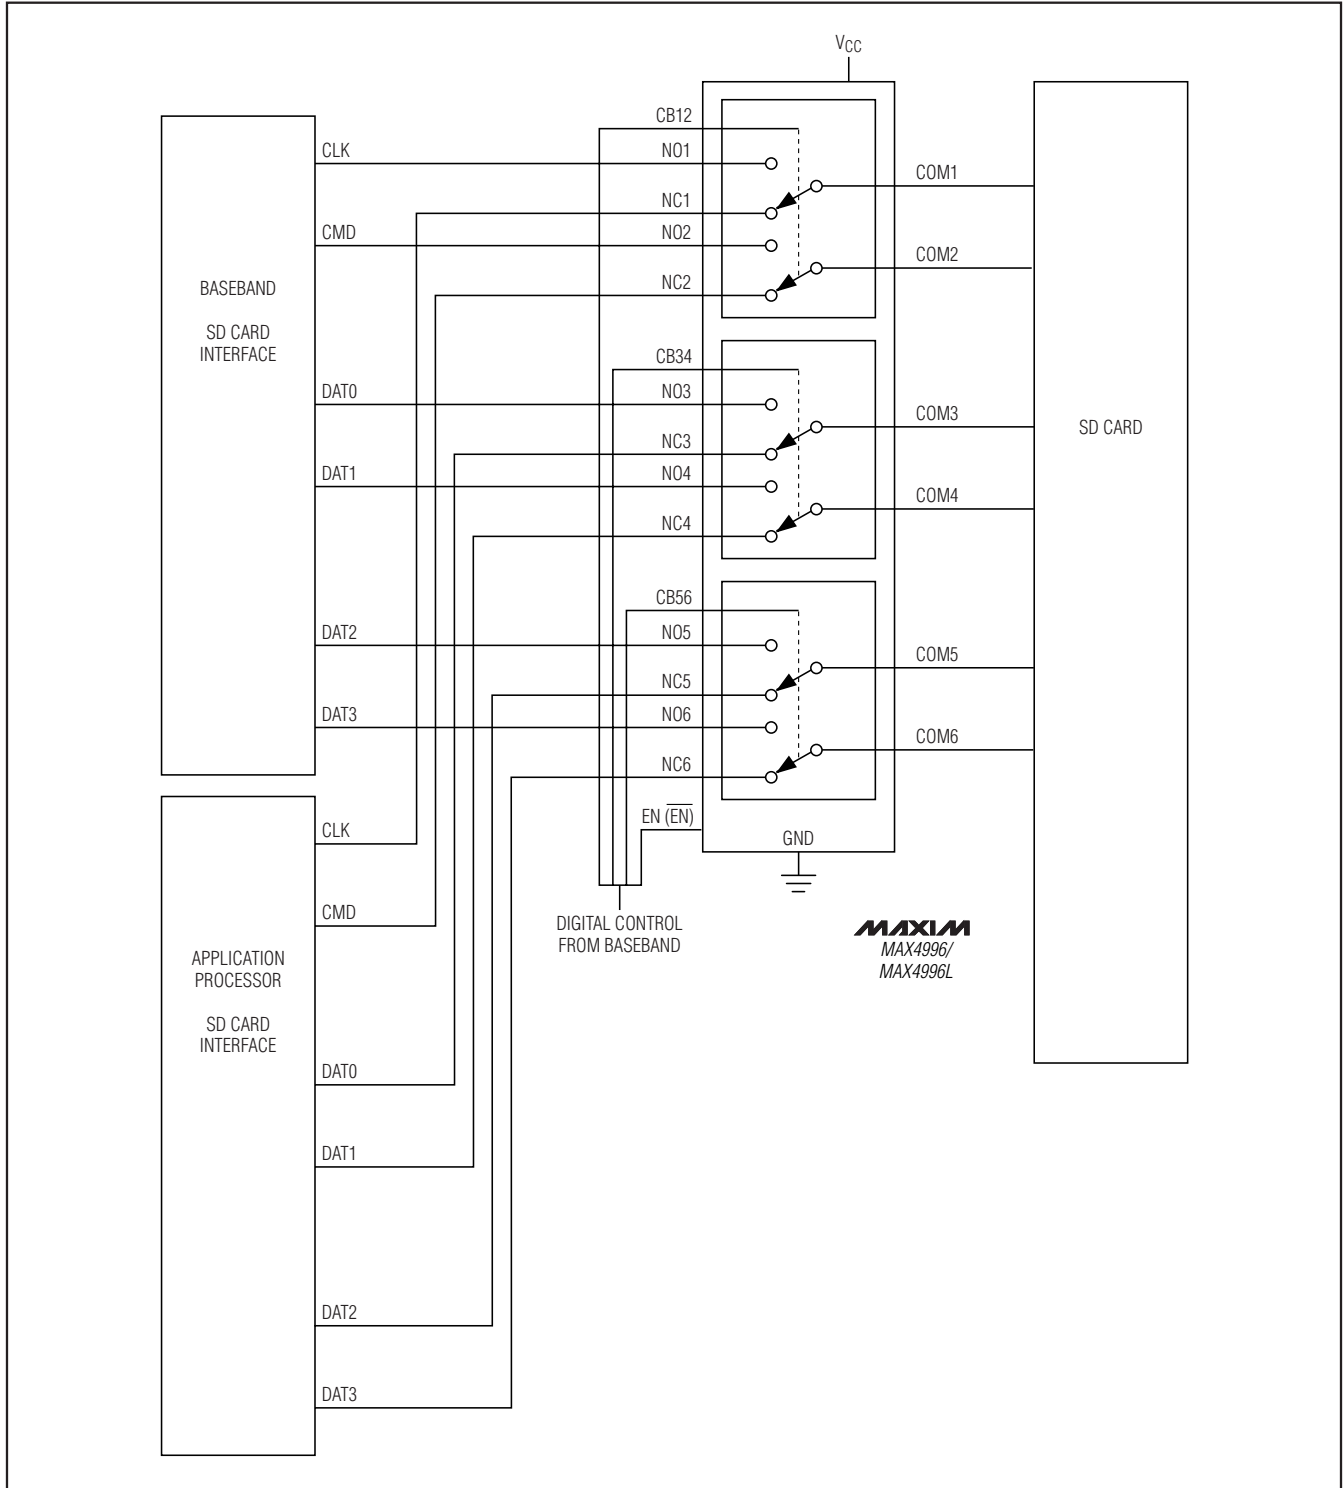 VCC
CB12
CLK
NO1
COM1
NC1
CMD
NO2
COM2
NC2
BASEBAND
SD CARD
INTERFACE
CB34
DAT0
NO3
COM3
SD CARD
NC3
DAT1
NO4
COM4
NC4
CB56
DAT2
NO5
COM5
NC5
DAT3
NO6
COM6
NC6
EN (EN)
CLK
GND
CMD
DIGITAL CONTROL
FROM BASEBAND
MAXIM
MAX4996/
MAX4996L
APPLICATION
PROCESSOR
SD CARD
INTERFACE
DAT0
DAT1
DAT2
DAT3